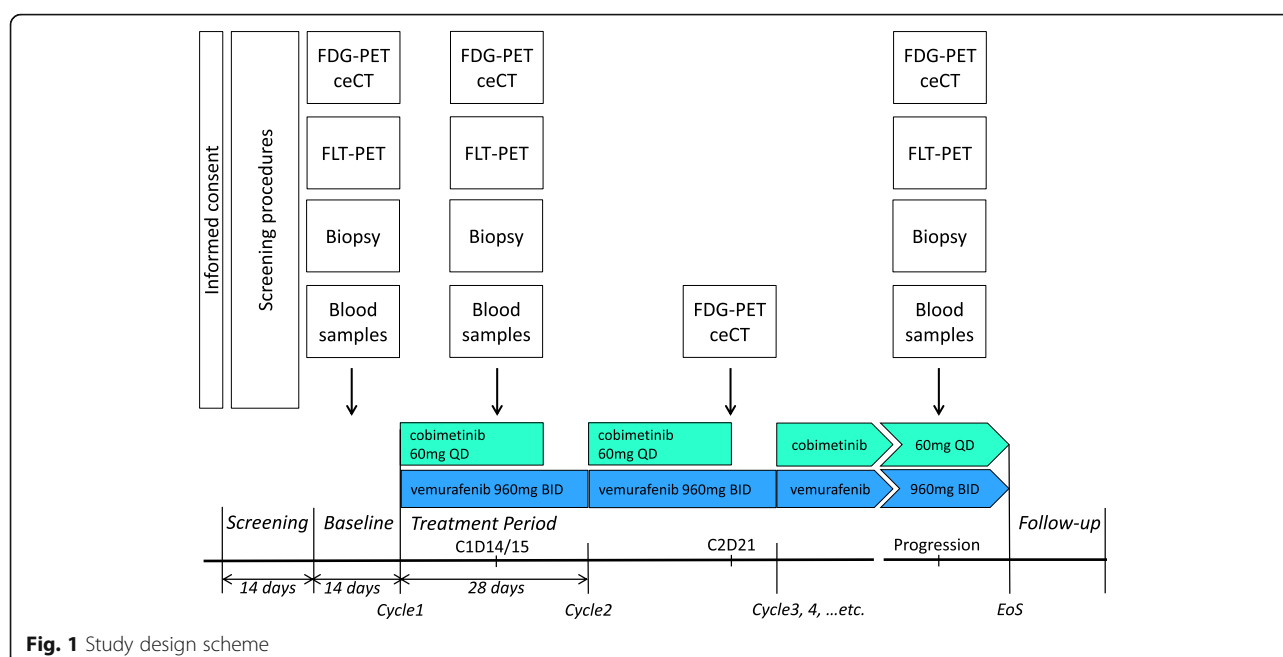 Informed consent
Screening procedures
FDG-PET
ceCT
FLT-PET
Biopsy
Blood
samples
FDG-PET
ceCT
FLT-PET
Biopsy
Blood
samples
FDG-PET
ceCT
FDG-PET
ceCT
FLT-PET
Biopsy
Blood
samples
cobimetinib
60mg QD
cobimetinib
60mg QD
cobimetinib
60mg QD
vemurafenib 960mg BID
vemurafenib 960mg BID
vemurafenib
960mg BID
Screening
Baseline
Treatment Period
Follow-up
C1D14/15
C2D21
Progression
14 days
14 days
28 days
Cycle1
Cycle2
Cycle3, 4, ...etc.
EoS
Fig. 1 Study design scheme